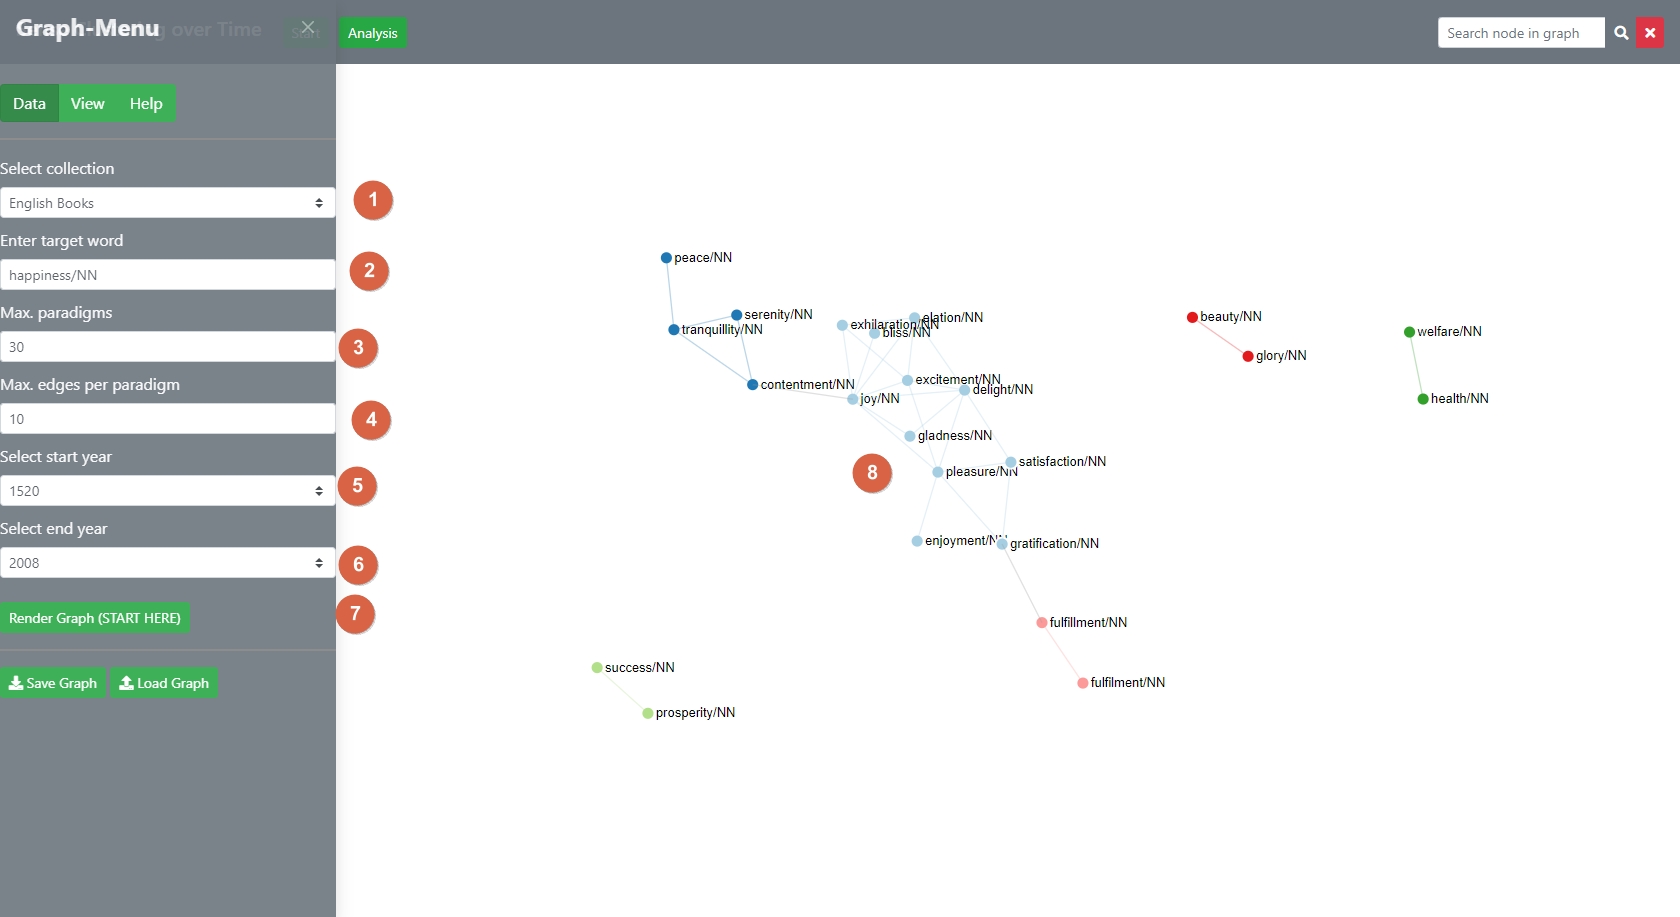 Graph-Menu
over Time
Start
Analysis
Search node in graph
Data View Help
Select collection
English Books
1
Enter target word
happiness/NN
2
Max. paradigms
30
3
Max. edges per paradigm
10
4
Select start year
1520
5
Select end year
2008
6
Render Graph (START HERE)
7
Save Graph Load Graph
peace/NN
serenity/NN
tranquillity/NN
contentment/NN
elation/NN
exhilaration/NN
bliss/NN
excitement/NN
delight/NN
joy/NN
gladness/NN
satisfaction/NN
pleasure/NN
8
enjoyment/NN
gratification/NN
fulfillment/NN
fulfilment/NN
success/NN
prosperity/NN
beauty/NN
glory/NN
welfare/NN
health/NN